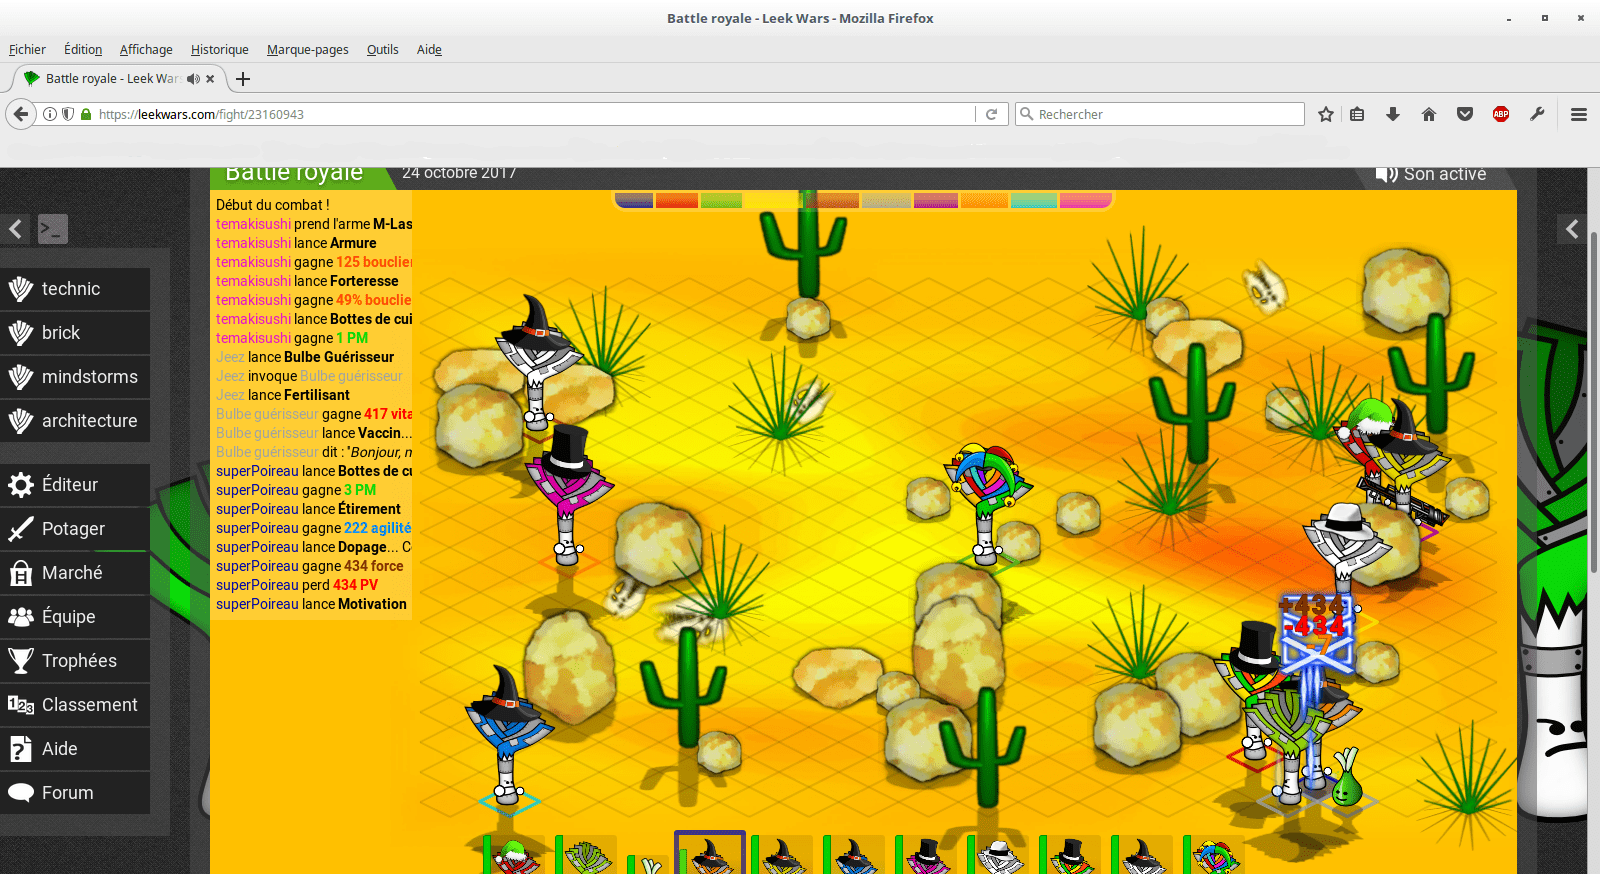 Battle royale - Leek Wars - Mozilla Firefox
Fichier Édition Affichage Historique Marque-pages Outils Aide
Battle royale - Leek Wars
https://leekwars.com/fight/23160943
Rechercher
ABP
Battle royale
24 octobre 2017
Son activé
>_
technic
brick
mindstorms
architecture
Éditeur
Potager
Marché
Équipe
Trophées
123 Classement
Aide
Forum
Début du combat !
temakisushi prend l'arme M-Las
temakisushi lance Armure
temakisushi gagne 125 bouclier
temakisushi lance Forteresse
temakisushi gagne 49% bouclie
temakisushi lance Bottes de cui
temakisushi gagne 1 PM
Jeez lance Bulbe Guérisseur
Jeez invoque Bulbe guérisseur
Jeez lance Fertilisant
Bulbe guérisseur gagne 417 vita
Bulbe guérisseur lance Vaccin...
Bulbe guérisseur dit : "Bonjour, n
superPoireau lance Bottes de cu
superPoireau gagne 3 PM
superPoireau lance Étirement
superPoireau gagne 222 agilité
superPoireau lance Dopage... C
superPoireau gagne 434 force
superPoireau perd 434 PV
superPoireau lance Motivation
+434
-434